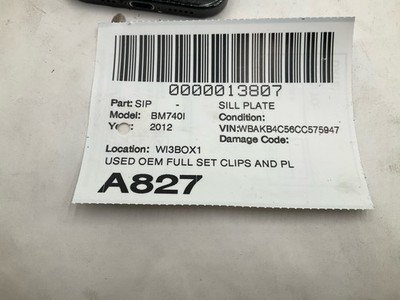 0000013807
Part: SIP - SILL PLATE
Model: BM740I Condition:
Year: 2012 VIN:WBAKB4C56CC575947
Damage Code:
Location: WI3BOX1
USED OEM FULL SET CLIPS AND PL
A827